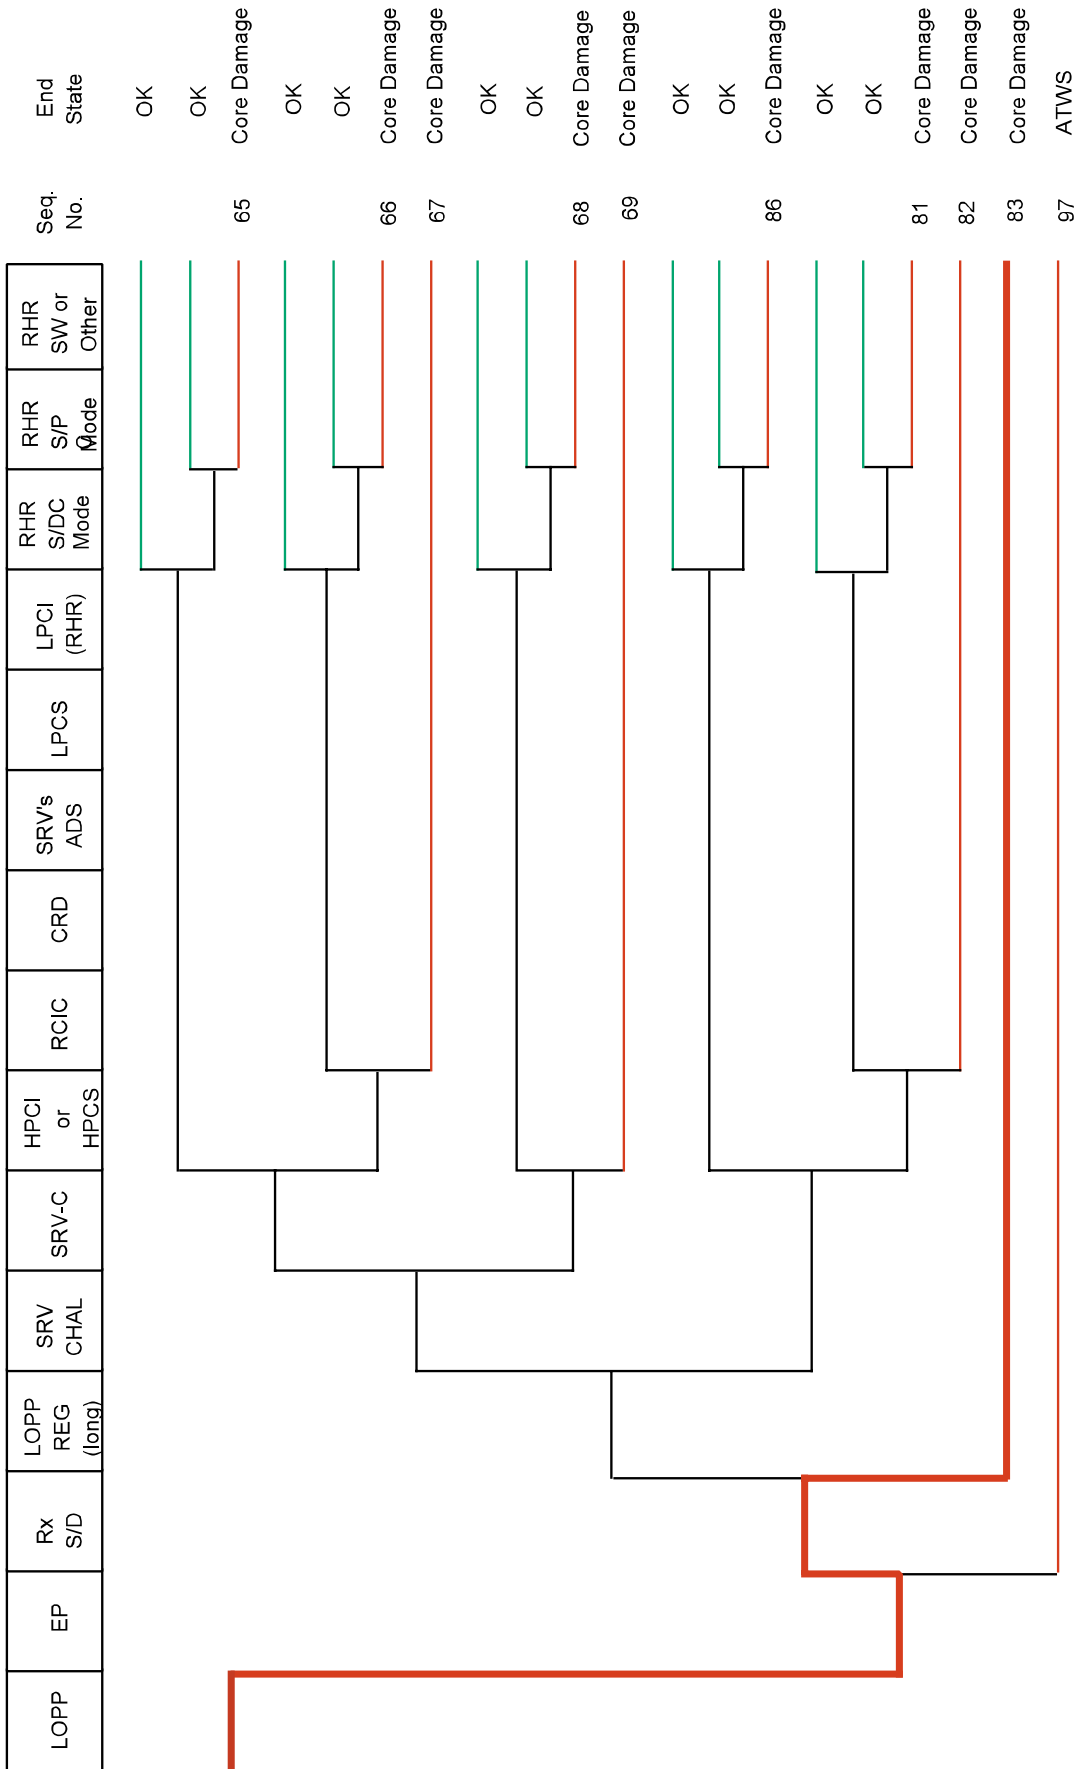 LOPP
EP
Rx
S/D
LOPP
REG
(long)
SRV
CHAL
SRV-C
HPCI
or
HPCS
RCIC
CRD
SRV's
ADS
LPCS
LPCI
(RHR)
RHR
S/DC
Mode
RHR
S/P
Mode
RHR
SW or
Other
Seq.
No.
End
State
OK
OK
65 Core Damage
OK
OK
66 Core Damage
67 Core Damage
OK
OK
68 Core Damage
69 Core Damage
OK
OK
86 Core Damage
OK
OK
81 Core Damage
82 Core Damage
83 Core Damage
97 ATWS